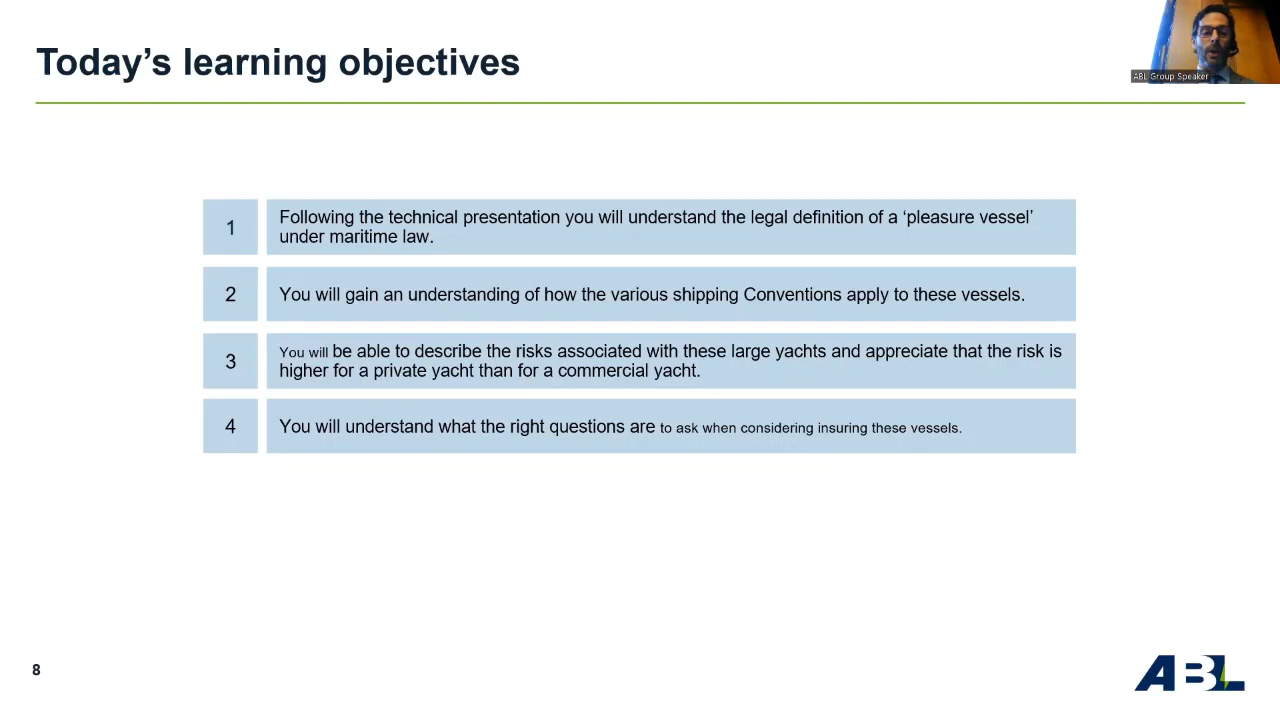 Today’s learning objectives
ABL Group Speaker
1
Following the technical presentation you will understand the legal definition of a ‘pleasure vessel’
under maritime law.
2
You will gain an understanding of how the various shipping Conventions apply to these vessels.
3
You will be able to describe the risks associated with these large yachts and appreciate that the risk is
higher for a private yacht than for a commercial yacht.
4
You will understand what the right questions are to ask when considering insuring these vessels.
8
ABL